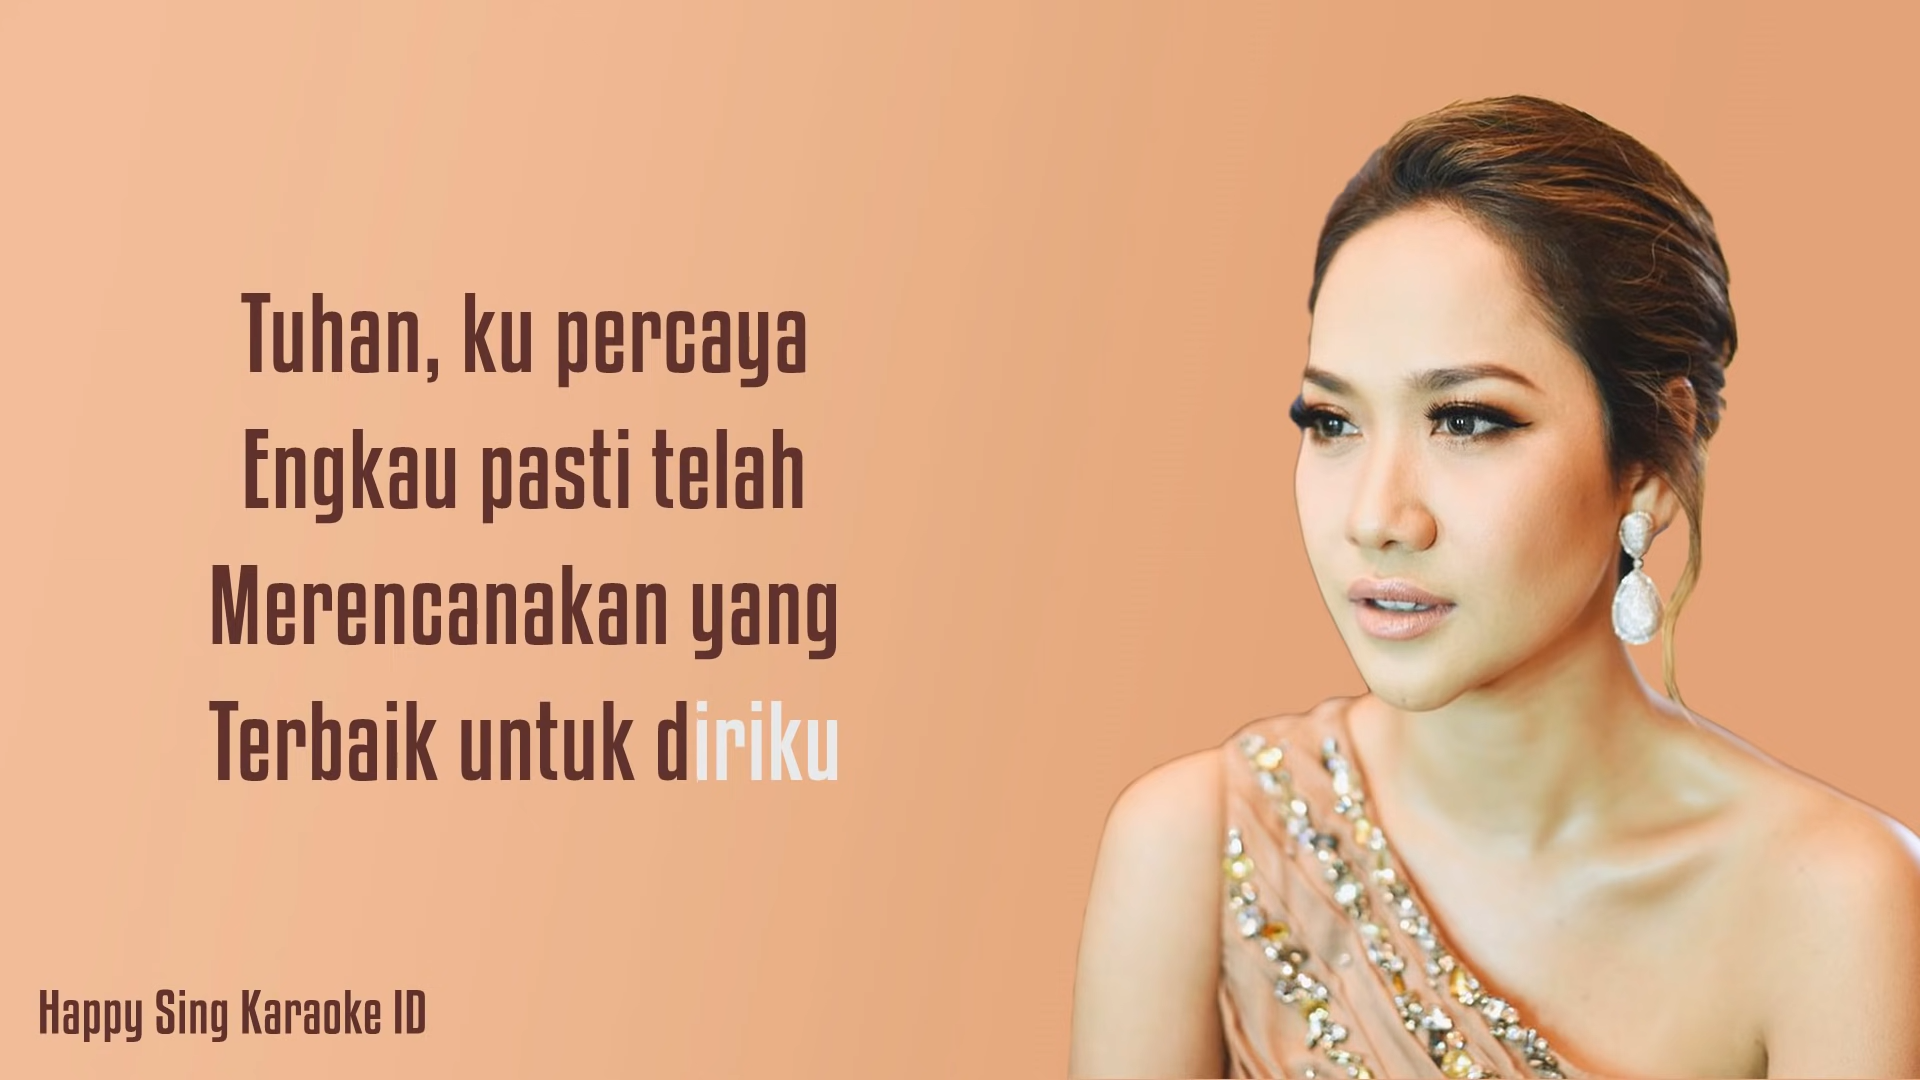 Tuhan, ku percaya
Engkau pasti telah
Merencanakan yang
Terbaik untuk diriku
Happy Sing Karaoke ID